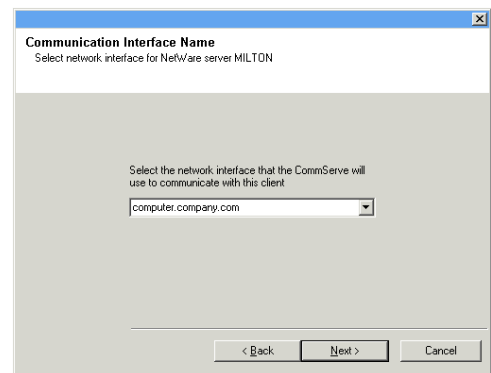 Communication Interface Name
Select network interface for NetWare server MILTON
Select the network interface that the CommServe will
use to communicate with this client
computer.company.com
< Back
Next >
Cancel